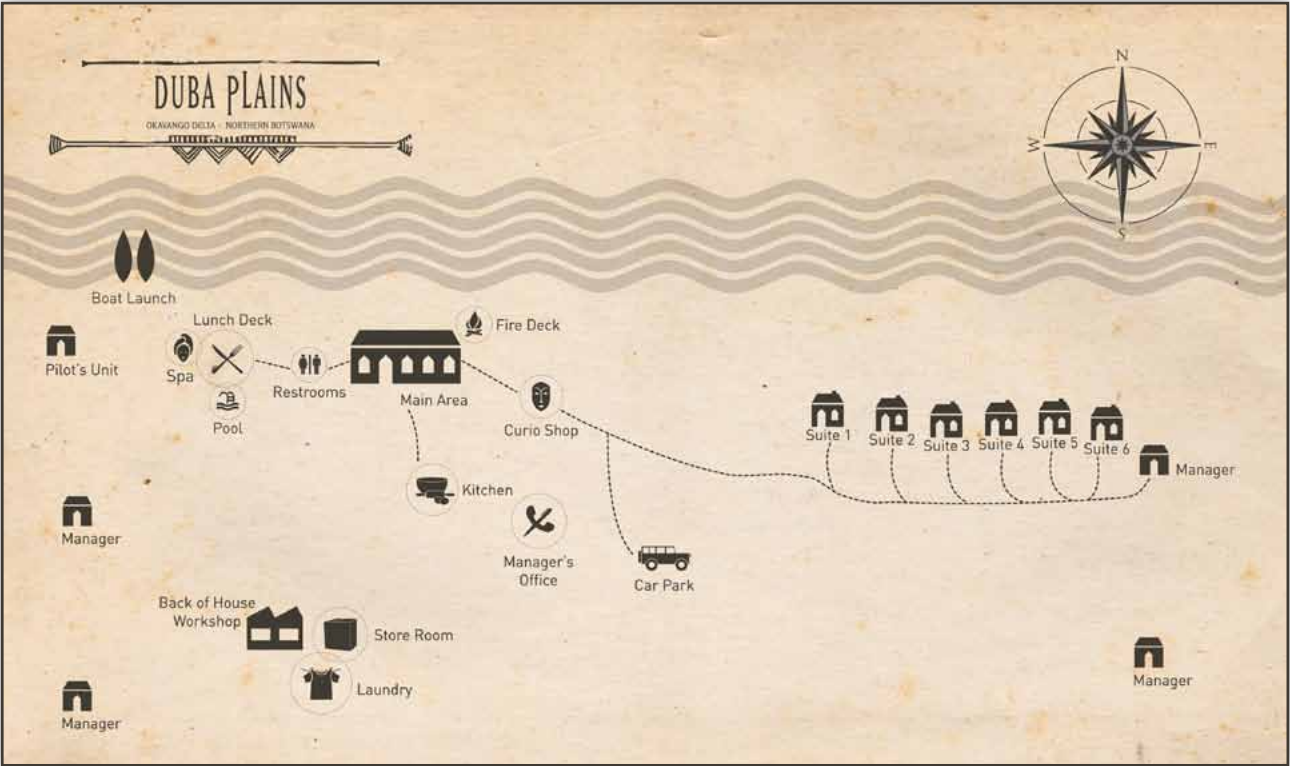 DUBA PLAINS
OKAVANGO DELTA - NORTHERN BOTSWANA
N
W
E
S
Boat Launch
Lunch Deck
Fire Deck
Pilot's Unit
Spa
Restrooms
Main Area
Pool
Curio Shop
Suite 1
Suite 2
Suite 3
Suite 4
Suite 5
Suite 6
Manager
Kitchen
Manager
Manager's
Office
Car Park
Back of House
Workshop
Store Room
Laundry
Manager
Manager